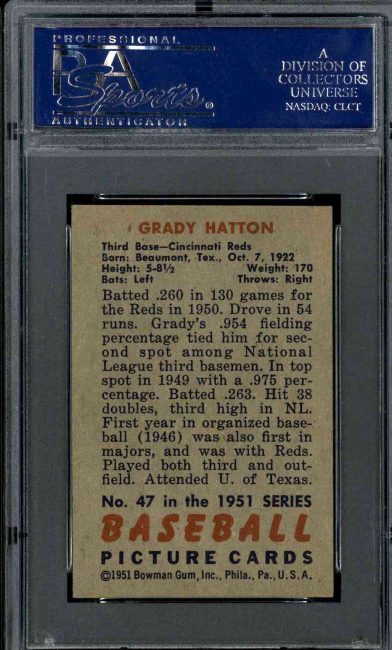 PROFESSIONAL
PSA
Sports®
AUTHENTICATON
A
DIVISION OF
COLLECTORS
UNIVERSE
NASDAQ: CLCT
GRADY HATTON
Third Base—Cincinnati Reds
Born: Beaumont, Tex., Oct. 7, 1922
Height: 5-8½ Weight: 170
Bats: Left Throws: Right
Batted .260 in 130 games for
the Reds in 1950. Drove in 54
runs. Grady's .954 fielding
percentage tied him for sec-
ond spot among National
League third basemen. In top
spot in 1949 with a .975 per-
centage. Batted .263. Hit 38
doubles, third high in NL.
First year in organized base-
ball (1946) was also first in
majors, and was with Reds.
Played both third and out-
field. Attended U. of Texas.
No. 47 in the 1951 SERIES
BASEBALL
PICTURE CARDS
©1951 Bowman Gum, Inc., Phila., Pa., U.S.A.